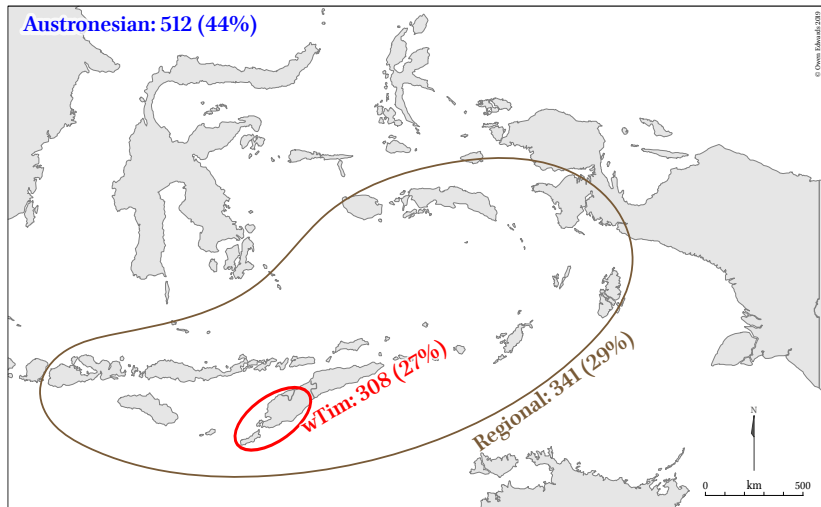 Austronesian: 512 (44%)
© Owen Edwards 2019
wTim: 308 (27%)
Regional: 341 (29%)
N
0 km 500